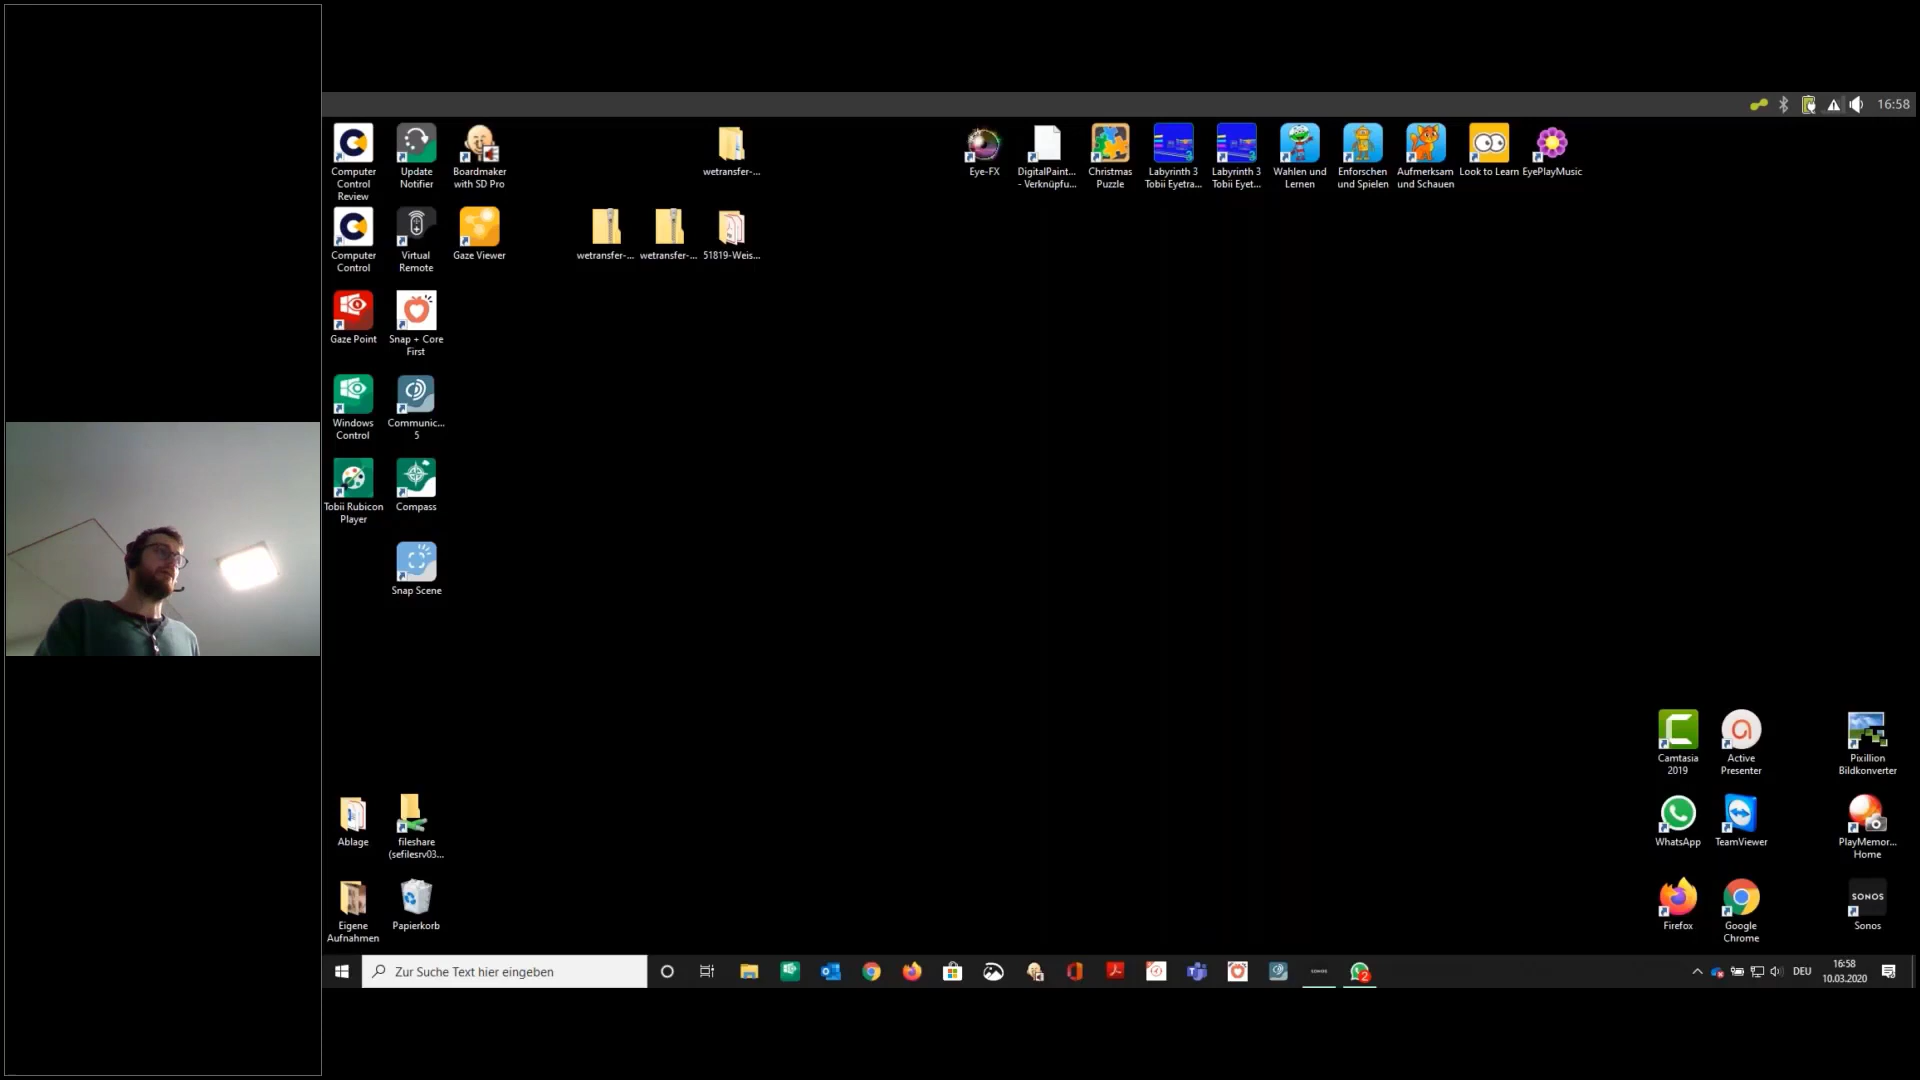 16:58
Computer
Control
Review
Update
Notifier
Boardmaker
with SD Pro
wetransfer-...
Eye-FX
DigitalPaint...
- Verknüpfu...
Christmas
Puzzle
Labyrinth 3
Tobii Eyetra...
Labyrinth 3
Tobii Eyet...
Wahlen und
Lernen
Enforschen
und Spielen
Aufmerksam
und Schauen
Look to Learn
EyePlayMusic
Computer
Control
Virtual
Remote
Gaze Viewer
wetransfer-...
wetransfer-...
51819-Weis...
Gaze Point
Snap + Core
First
Windows
Control
Communic...
5
Tobii Rubicon
Player
Compass
Snap Scene
Camtasia
2019
Active
Presenter
Pixillion
Bildkonverter
Ablage
fileshare
(sefilesrv03...
WhatsApp
TeamViewer
PlayMemor...
Home
Eigene
Aufnahmen
Papierkorb
Firefox
Google
Chrome
SONOS
Sonos
Zur Suche Text hier eingeben
SONOS
2
DEU
16:58
10.03.2020